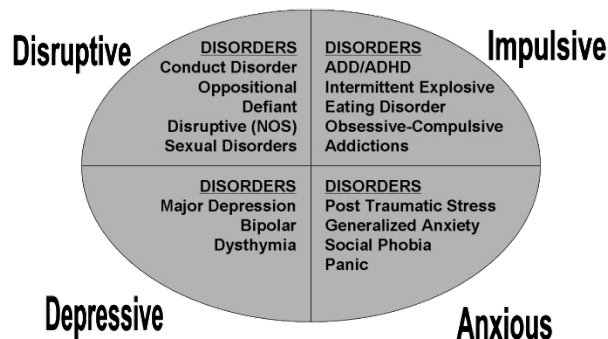 Disruptive
Impulsive
DISORDERS
Conduct Disorder
Oppositional
Defiant
Disruptive (NOS)
Sexual Disorders
DISORDERS
ADD/ADHD
Intermittent Explosive
Eating Disorder
Obsessive-Compulsive
Addictions
DISORDERS
Major Depression
Bipolar
Dysthymia
DISORDERS
Post Traumatic Stress
Generalized Anxiety
Social Phobia
Panic
Depressive
Anxious